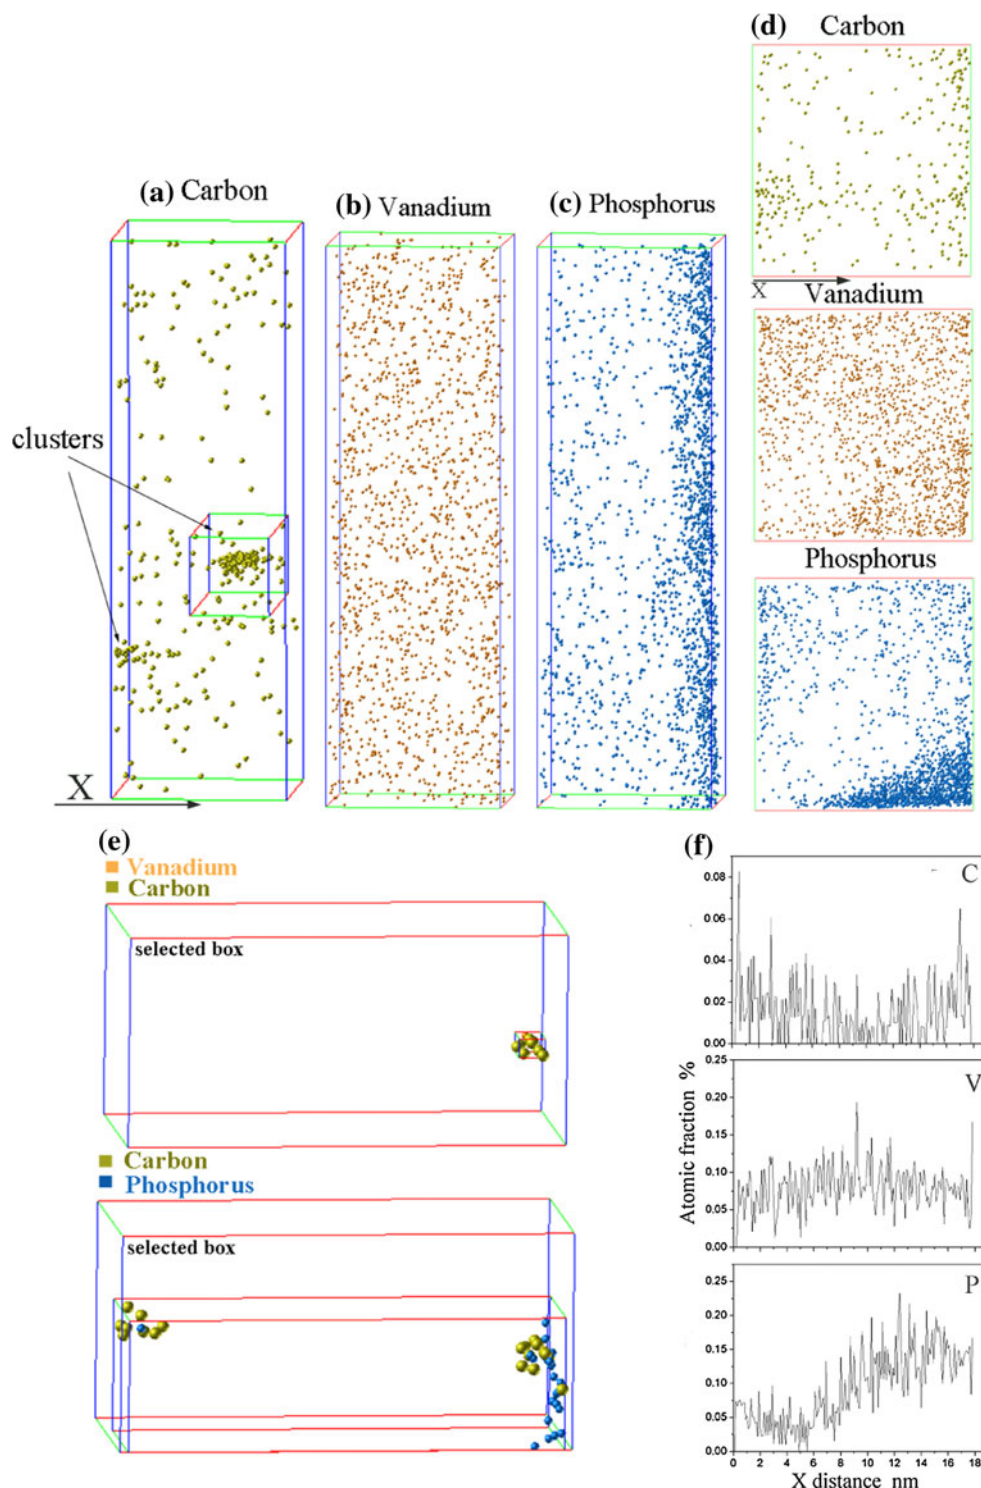 (d)
Carbon
X
Vanadium
Phosphorus
(a) Carbon
(b) Vanadium
(c) Phosphorus
clusters
X
(e)
Vanadium
Carbon
selected box
Carbon
Phosphorus
selected box
(f)
C
0.08
0.06
0.04
0.02
0.00
V
0.25
0.20
0.15
0.10
0.05
0.00
P
0.25
0.20
0.15
0.10
0.05
0.00
0 2 4 6 8 10 12 14 16 18
Atomic fraction %
X distance nm